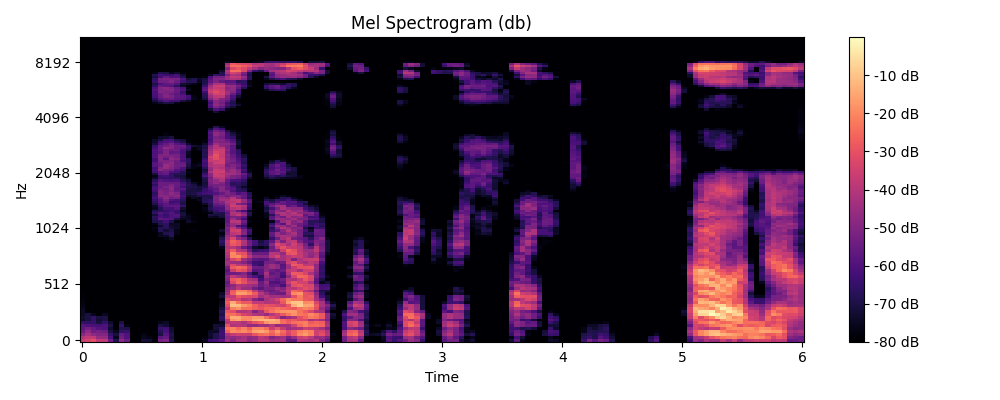 Mel Spectrogram (db)
8192
4096
2048
1024
512
0
Hz
0 1 2 3 4 5 6
Time
-10 dB
-20 dB
-30 dB
-40 dB
-50 dB
-60 dB
-70 dB
-80 dB